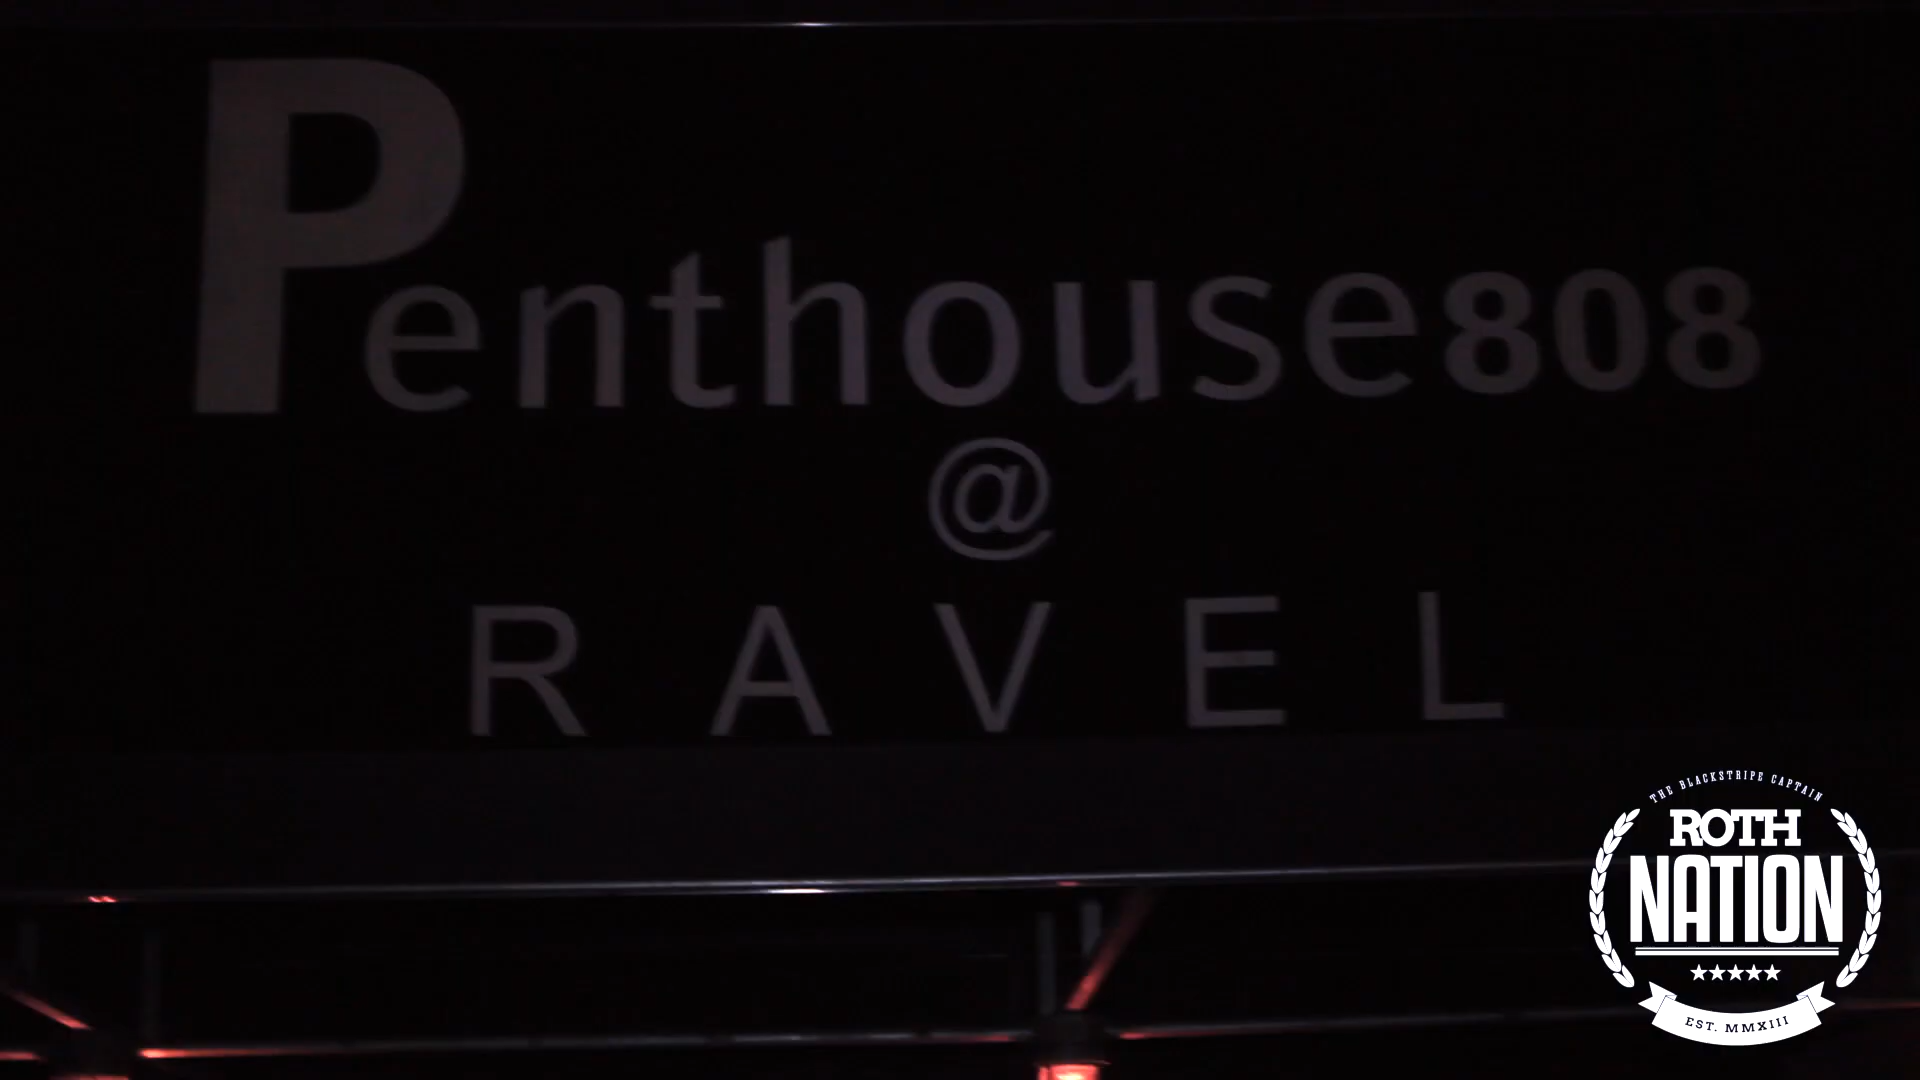 Penthouse808
@
RAVEL
THE BLACKSTRIPE CAPTAIN
ROTH
NATION
EST. MMXIII